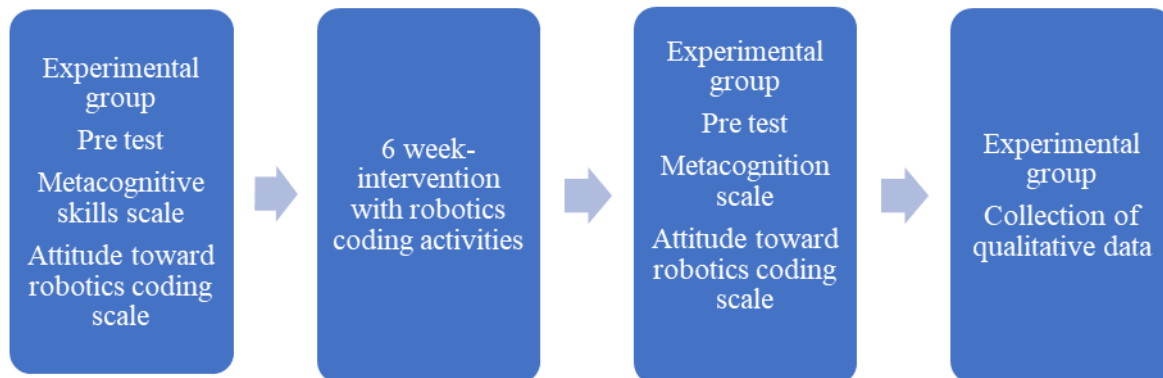 Experimental
group
Pre test
Metacognitive
skills scale
Attitude toward
robotics coding
scale
6 week-
intervention
with robotics
coding activities
Experimental
group
Pre test
Metacognition
scale
Attitude toward
robotics coding
scale
Experimental
group
Collection of
qualitative data